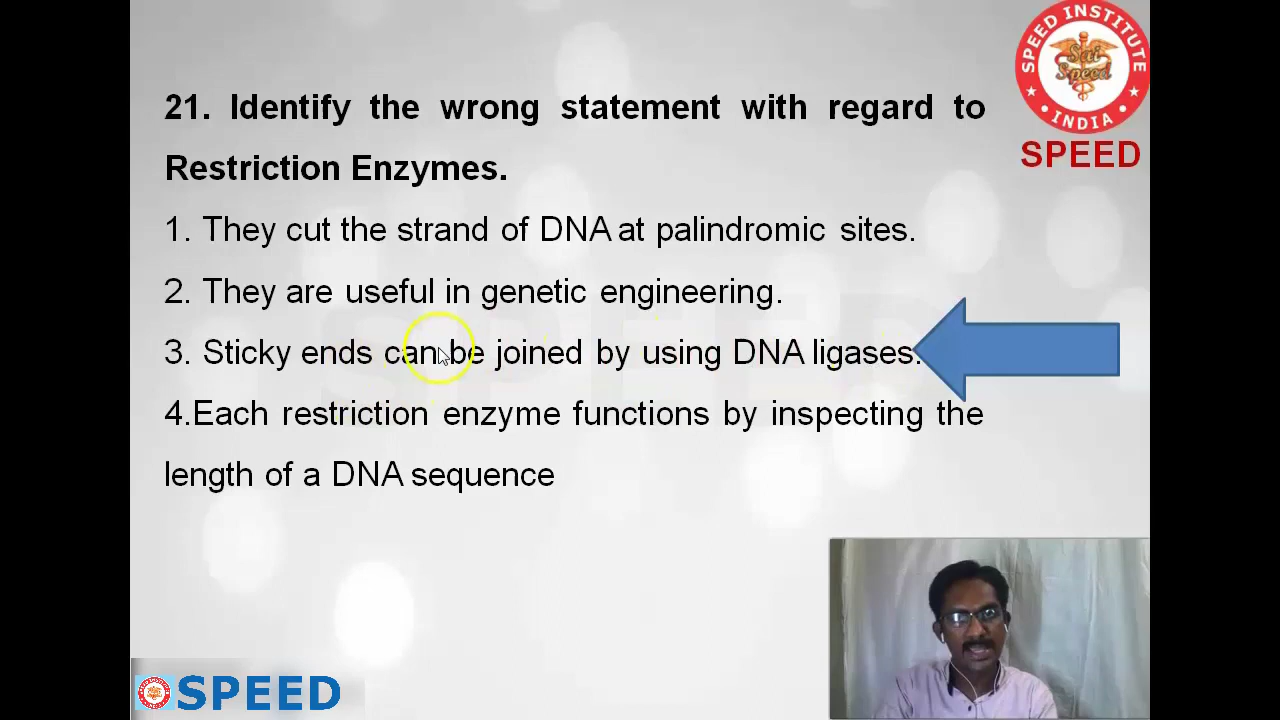 SPEED INSTITUTE
Sai
Speed
INDIA
SPEED
21. Identify the wrong statement with regard to
Restriction Enzymes.
1. They cut the strand of DNA at palindromic sites.
2. They are useful in genetic engineering.
3. Sticky ends can be joined by using DNA ligases.
4.Each restriction enzyme functions by inspecting the
length of a DNA sequence
SPEED